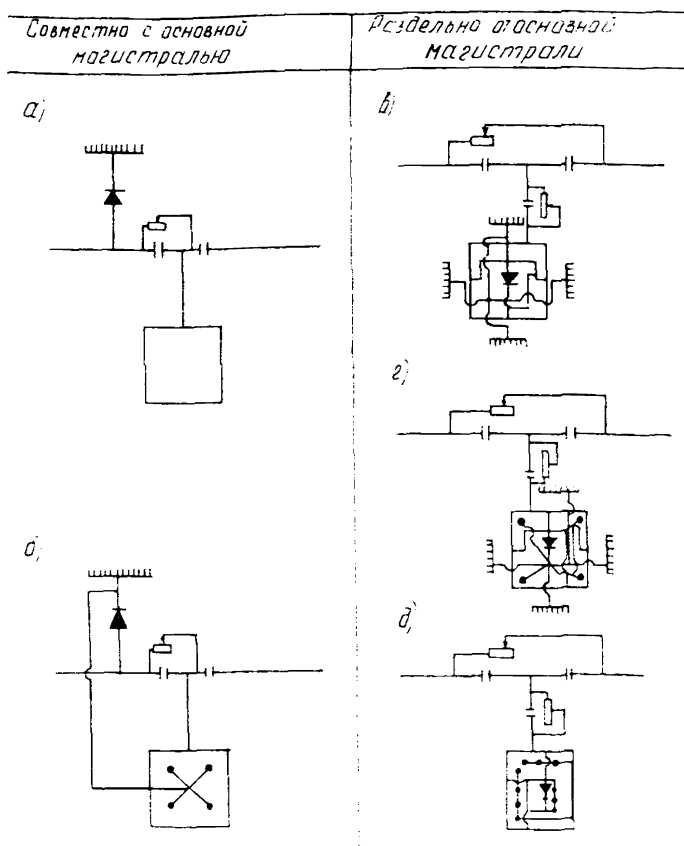 Совместно с основной
магистралью
Раздельно от основной
магистрали
а)
б)
в)
г)
д)